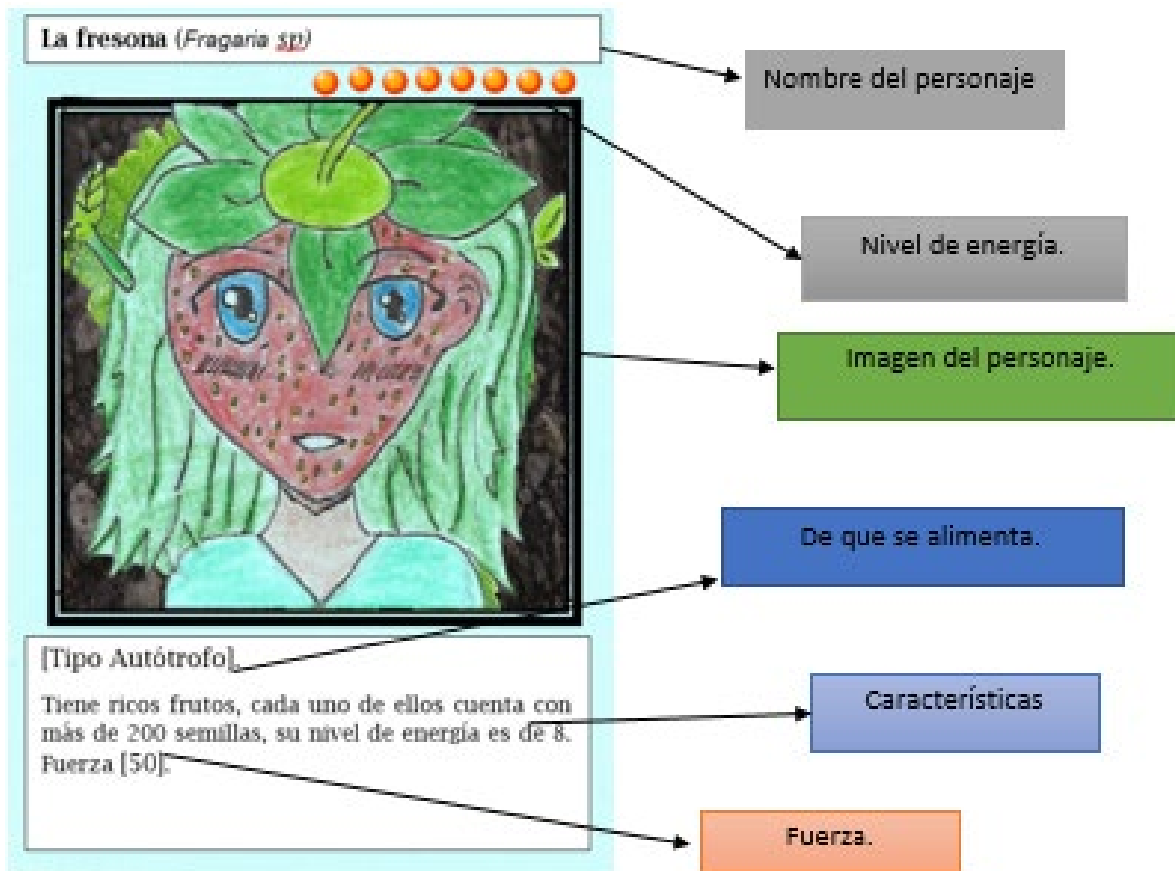 La fresona (Fragaria sp)
Nombre del personaje
Nivel de energía.
Imagen del personaje.
De que se alimenta.
[Tipo Autótrofo].
Tiene ricos frutos, cada uno de ellos cuenta con
más de 200 semillas, su nivel de energía es de 8.
Fuerza [50].
Característícas
Fuerza.